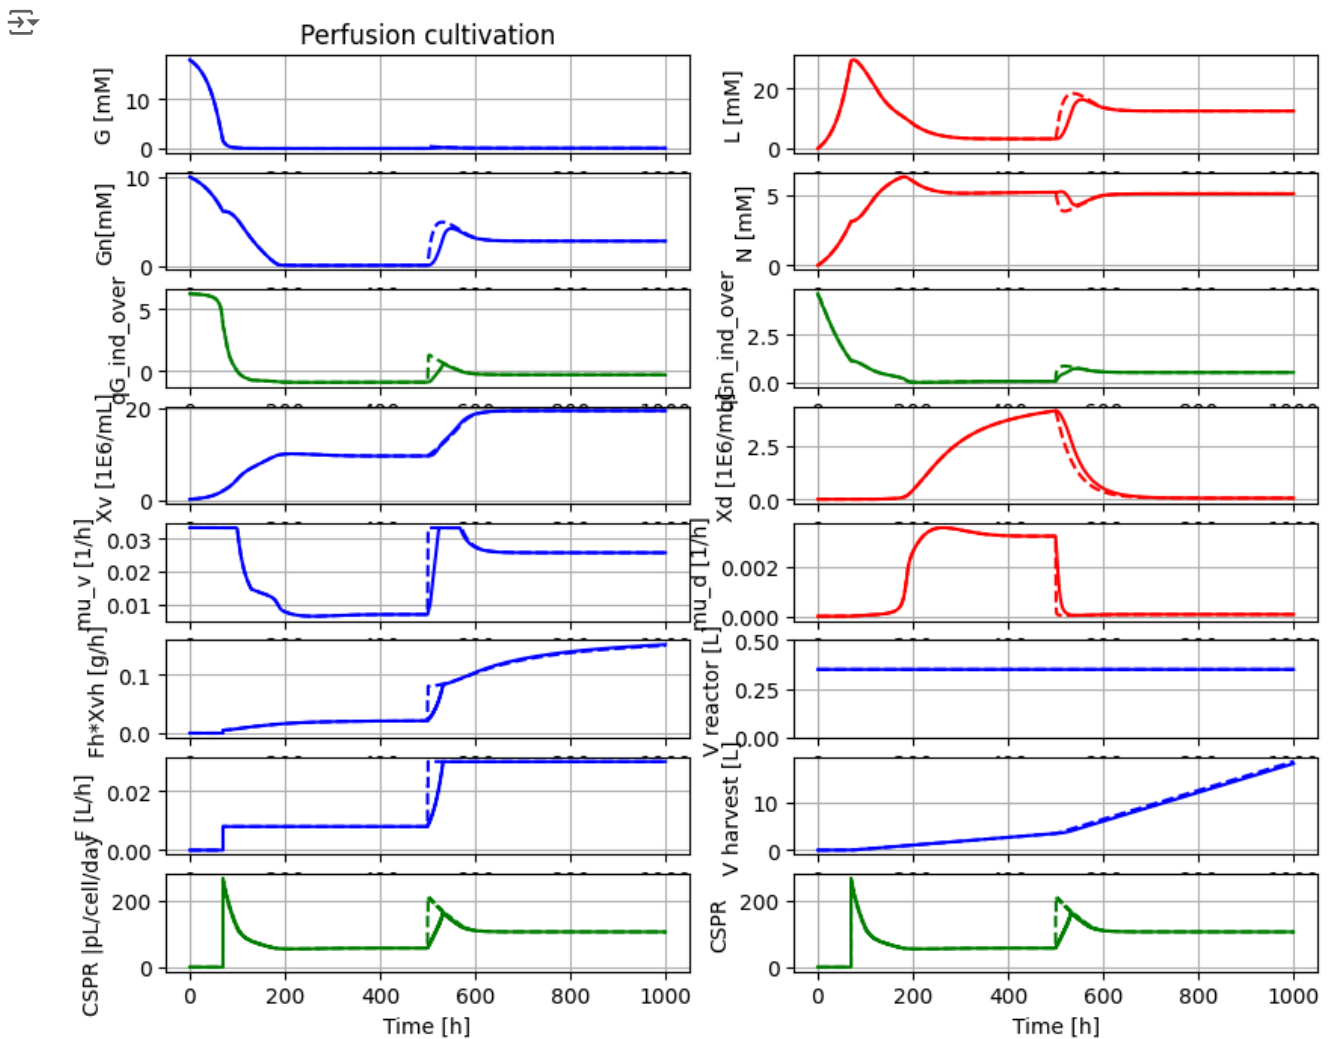 Perfusion cultivation
G [mM]
10
0
L [mM]
20
0
Gn[mM]
10
0
N [mM]
5
0
qG_ind_over
5
0
qGn_ind_over
2.5
0.0
Xv [1E6/mL]
20
0
Xd [1E6/mL]
2.5
0.0
mu_v [1/h]
0.03
0.02
0.01
mu_d [1/h]
0.002
0.000
Fh*Xvh [g/h]
0.1
0.0
V reactor [L]
0.50
0.25
0.00
F [L/h]
0.02
0.00
V harvest [L]
10
0
CSPR |pL/cell/day
200
0
0 200 400 600 800 1000
Time [h]
CSPR
200
0
0 200 400 600 800 1000
Time [h]